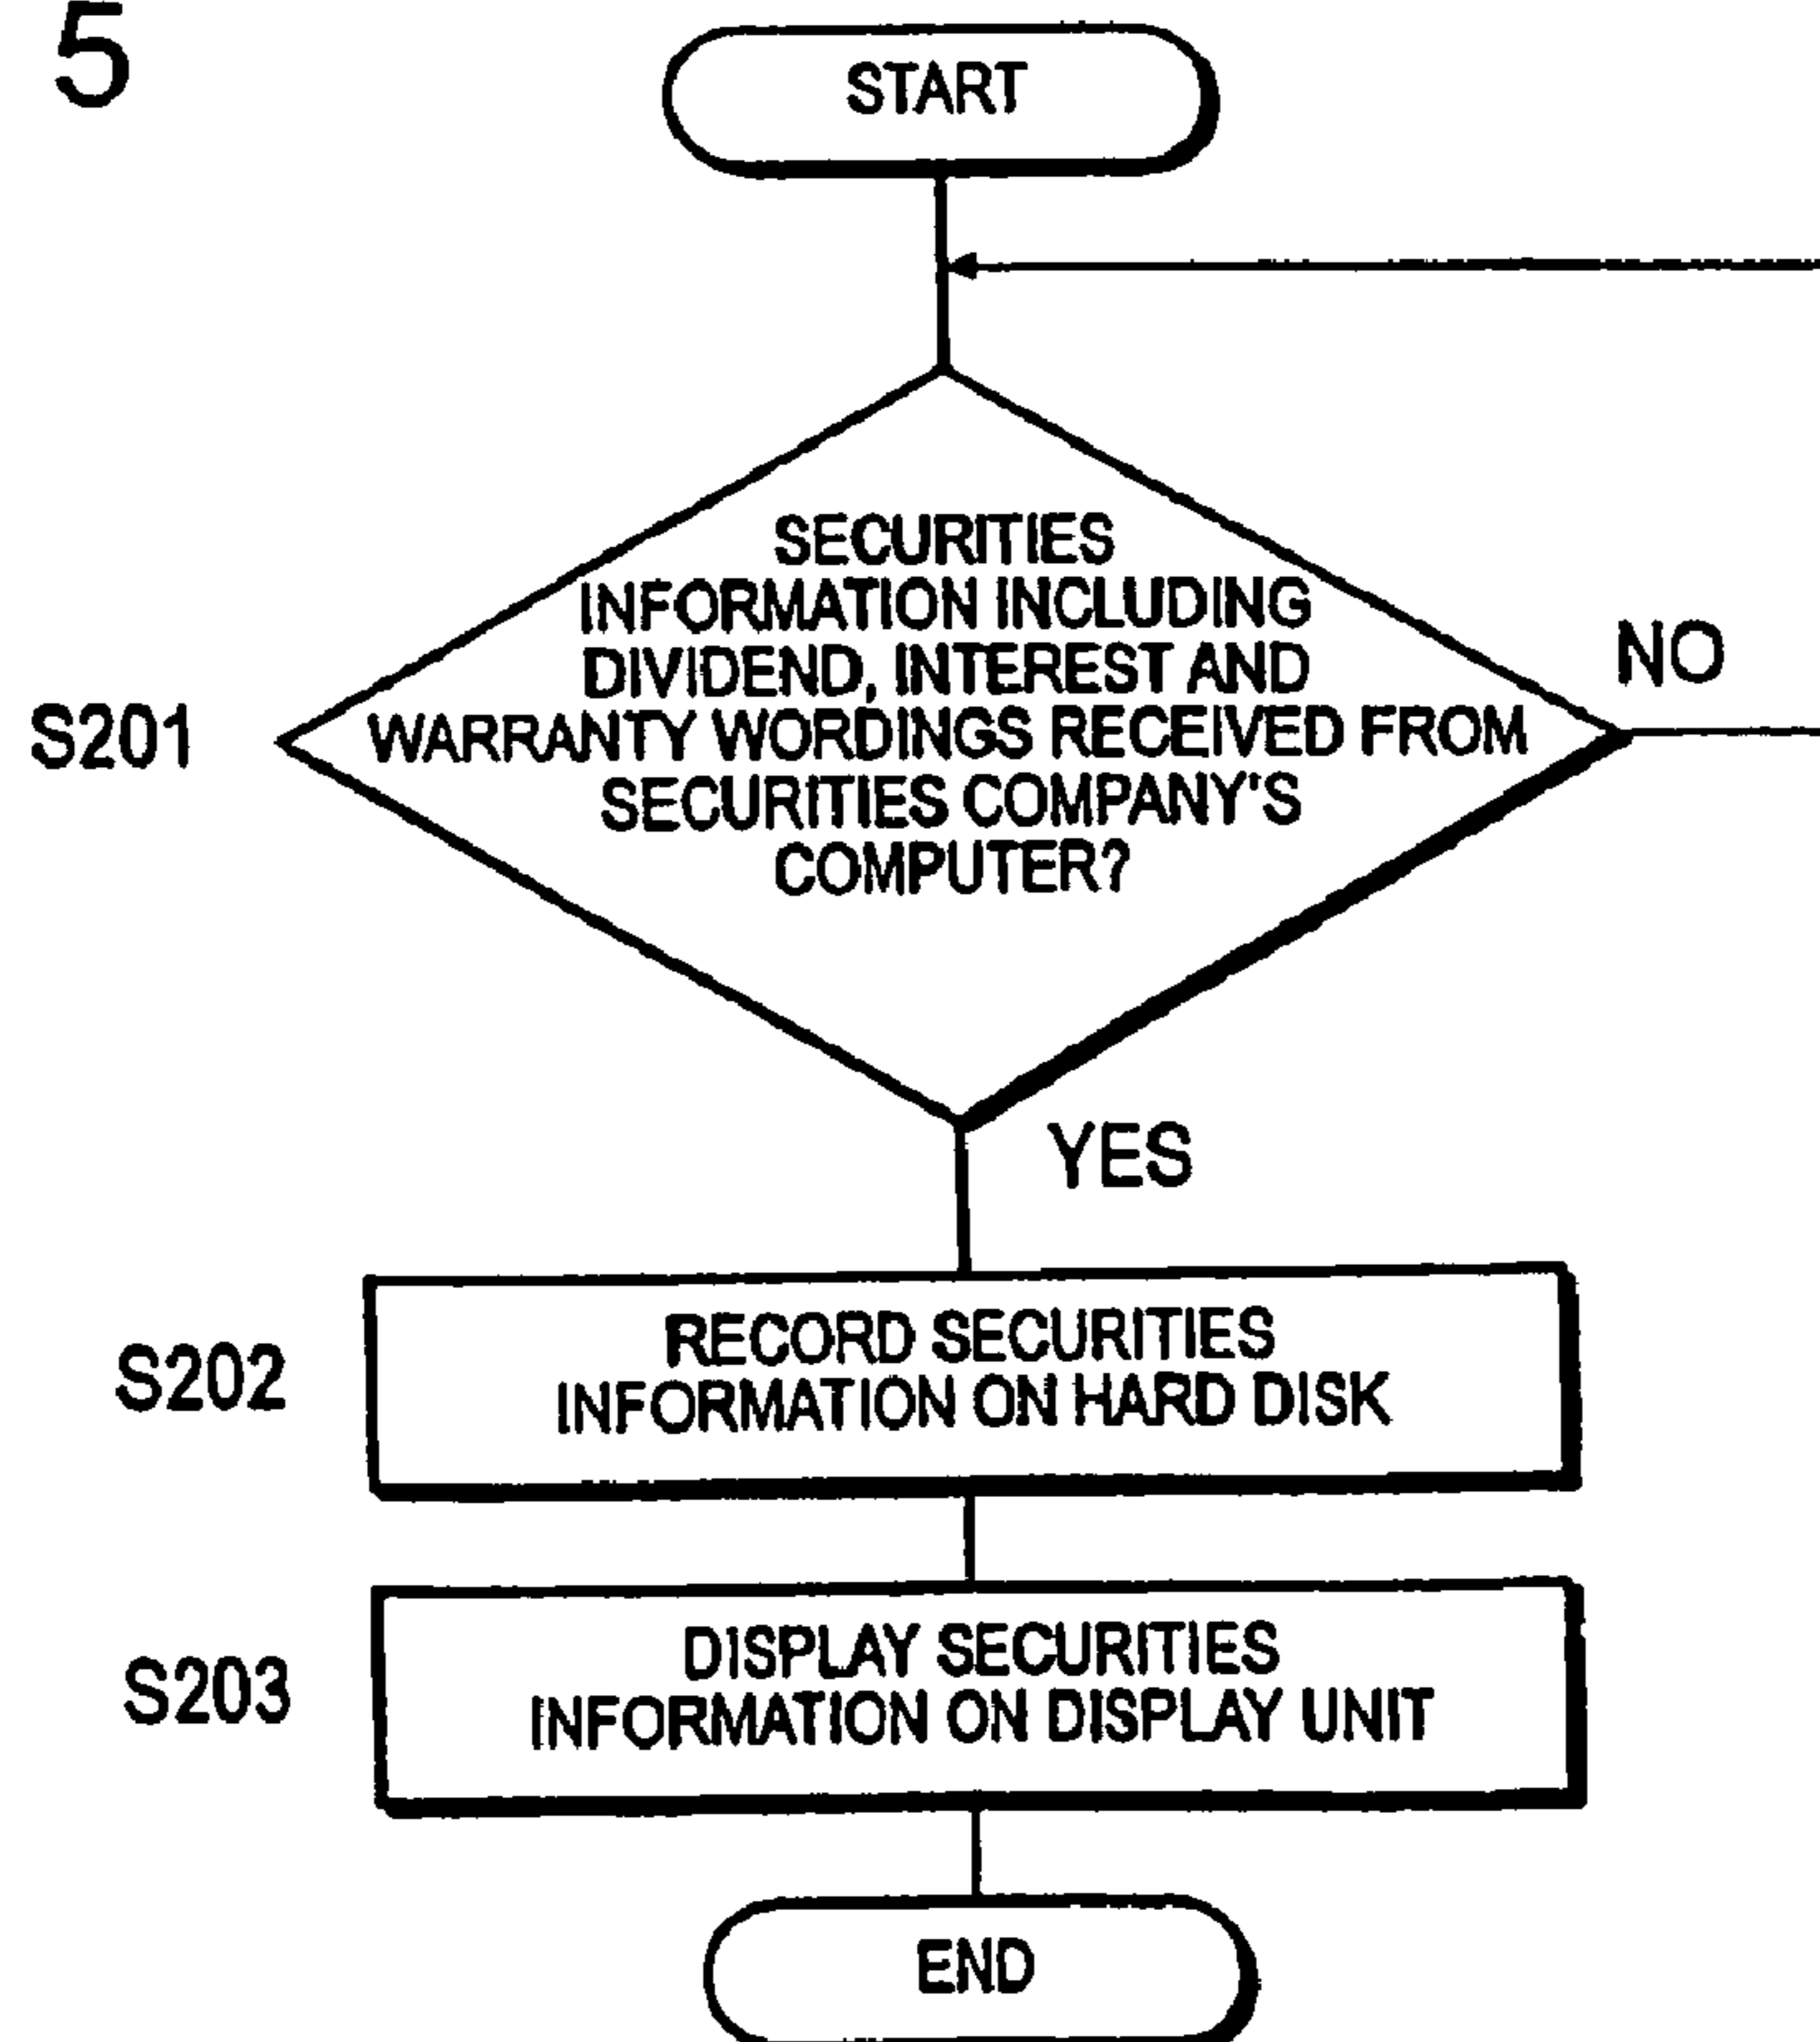 5
START
SECURITIES
INFORMATION INCLUDING
DIVIDEND, INTEREST AND
WARRANTY WORDINGS RECEIVED FROM
SECURITIES COMPANY'S
COMPUTER?
S201
NO
YES
S202
RECORD SECURITIES
INFORMATION ON HARD DISK
S203
DISPLAY SECURITIES
INFORMATION ON DISPLAY UNIT
END